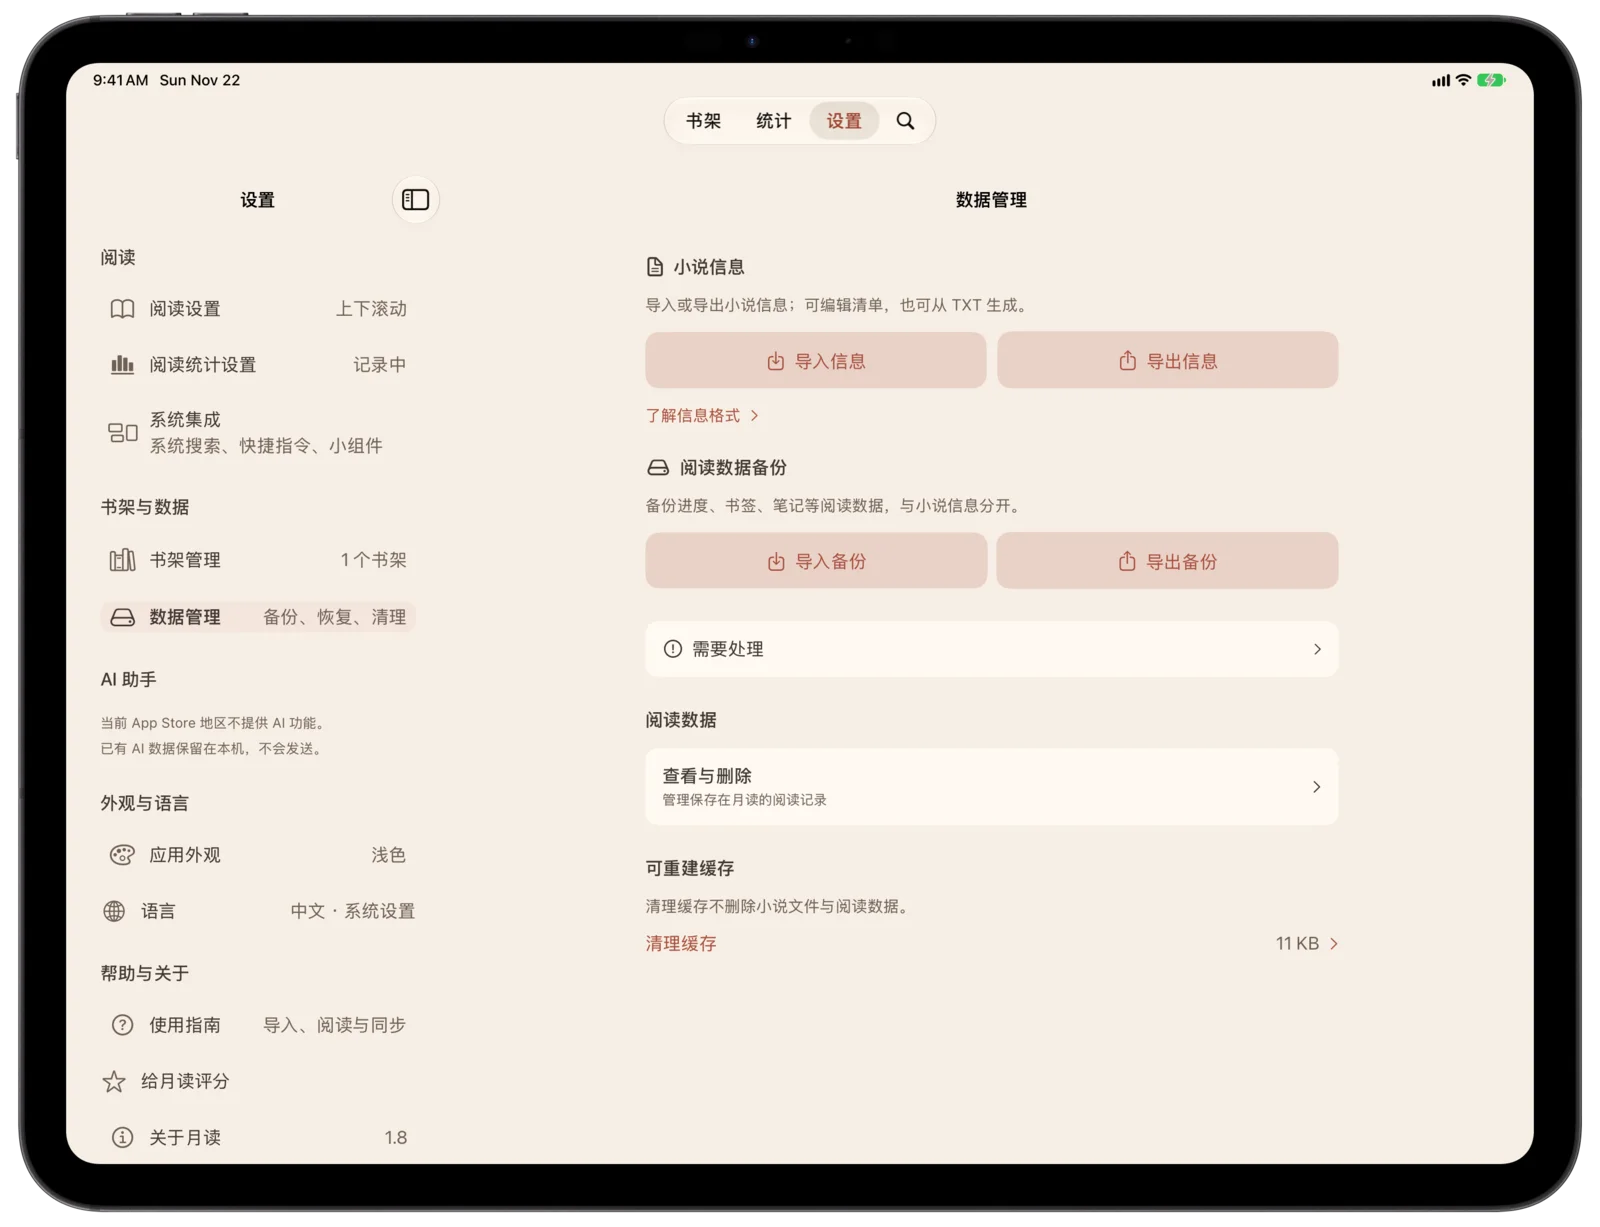 9:41 AM Sun Nov 22
书架 统计 设置
设置
阅读
阅读设置 上下滚动
阅读统计设置 记录中
系统集成
系统搜索、快捷指令、小组件
书架与数据
书架管理 1 个书架
数据管理 备份、恢复、清理
AI 助手
当前 App Store 地区不提供 AI 功能。
已有 AI 数据保留在本机，不会发送。
外观与语言
应用外观 浅色
语言 中文 · 系统设置
帮助与关于
使用指南 导入、阅读与同步
给月读评分
关于月读 1.8
数据管理
小说信息
导入或导出小说信息；可编辑清单，也可从 TXT 生成。
导入信息 导出信息
了解信息格式
阅读数据备份
备份进度、书签、笔记等阅读数据，与小说信息分开。
导入备份 导出备份
需要处理
阅读数据
查看与删除
管理保存在月读的阅读记录
可重建缓存
清理缓存不删除小说文件与阅读数据。
清理缓存 11 KB